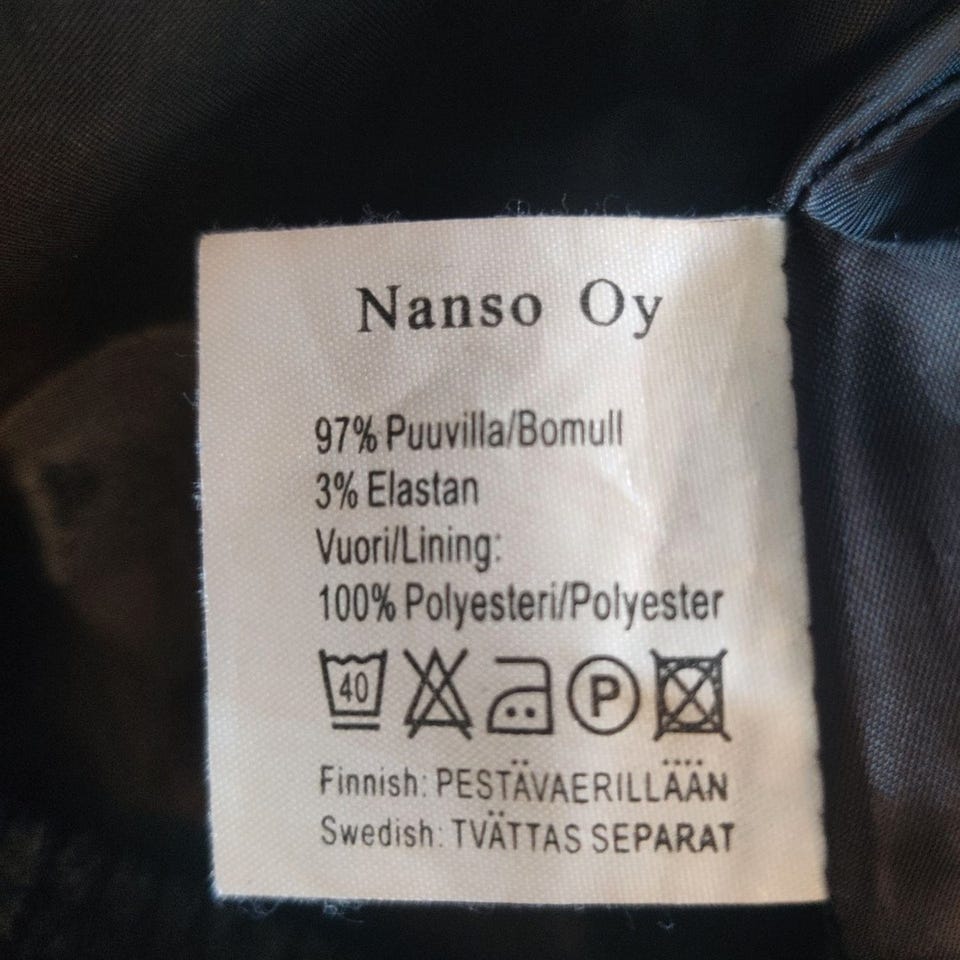 Nanso Oy
97% Puuvilla/Bomull
3% Elastan
Vuori/Lining:
100% Polyesteri/Polyester
40 P
Finnish: PESTÄVAERILLÄÄN
Swedish: TVÄTTAS SEPARAT